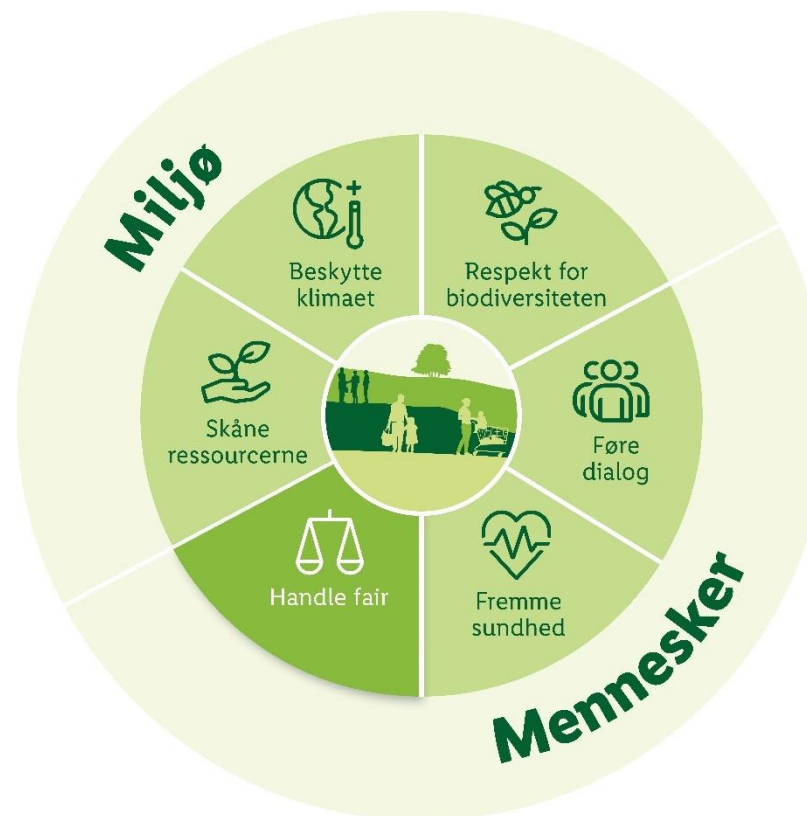 Miljø
Beskytte
klimaet
Respekt for
biodiversiteten
Skåne
ressourcerne
Føre
dialog
Handle fair
Fremme
sundhed
Mennesker